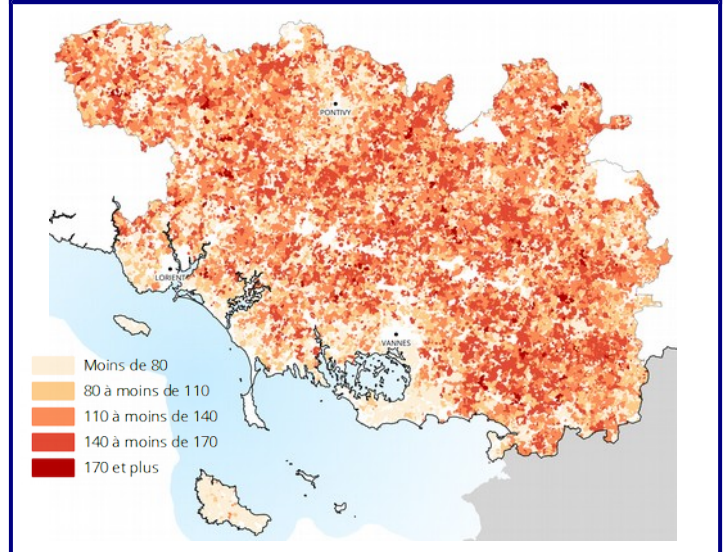 PONTIVY
LORIENT
VANNES
Moins de 80
80 à moins de 110
110 à moins de 140
140 à moins de 170
170 et plus